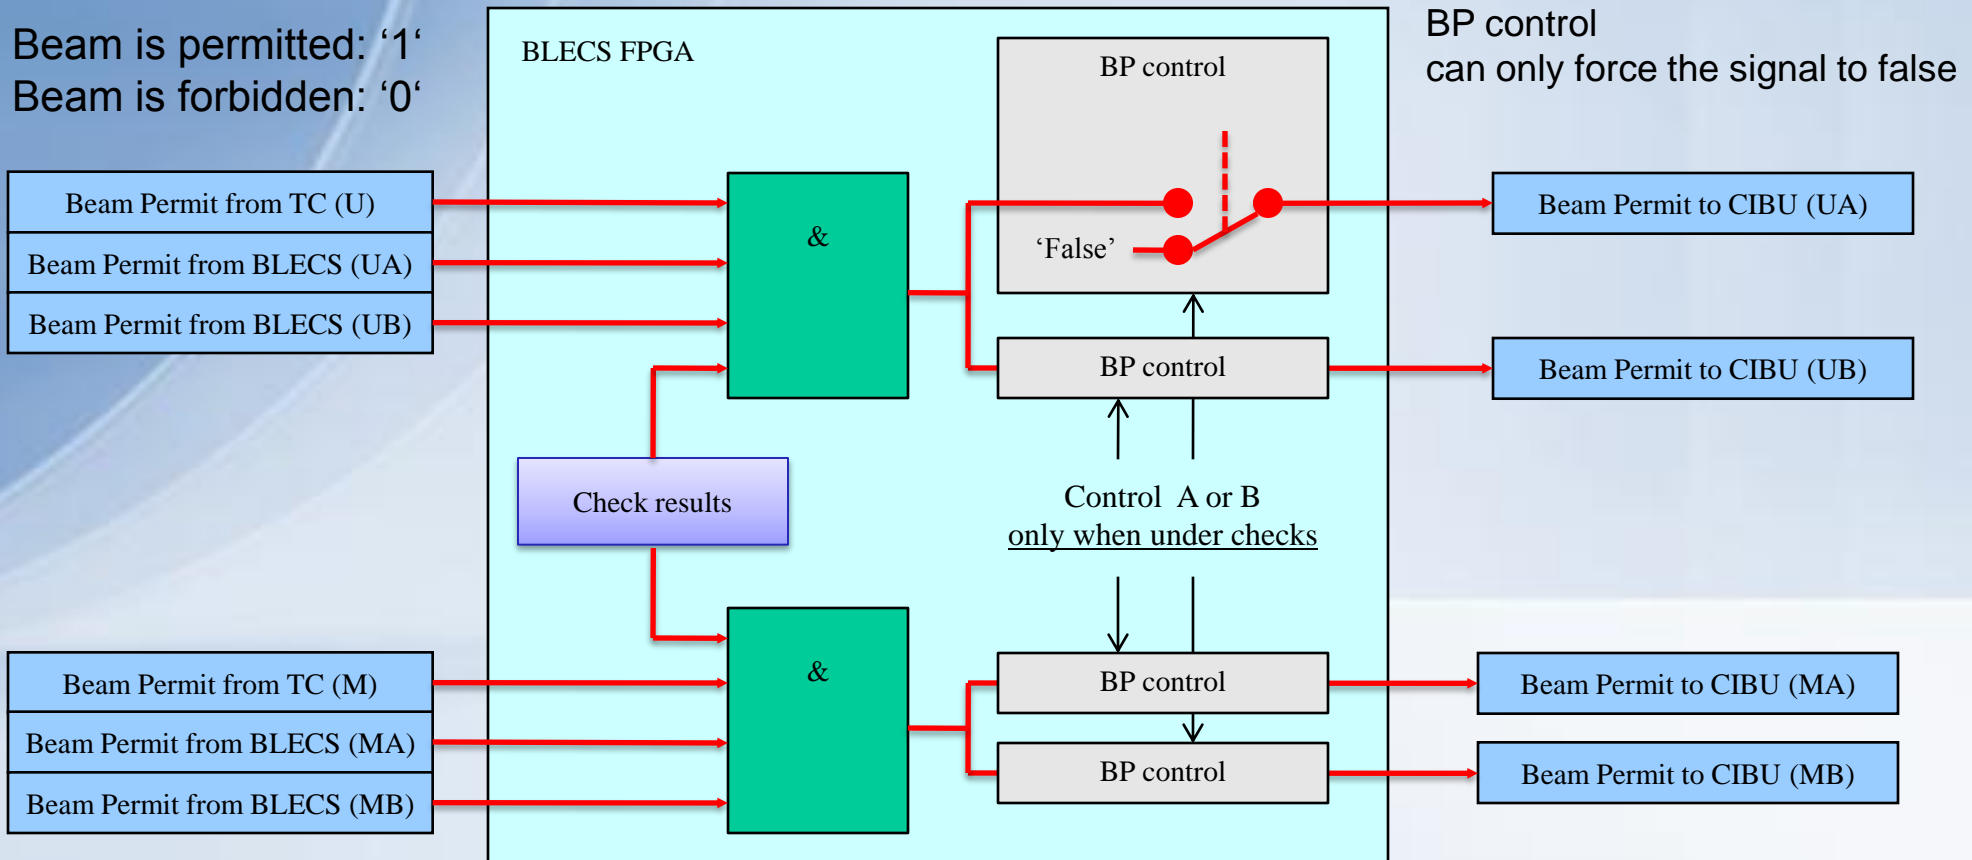 Beam is permitted: ‘1‘
Beam is forbidden: ‘0‘
BLECS FPGA
BP control
can only force the signal to false
BP control
‘False’
Beam Permit from TC (U)
Beam Permit from BLECS (UA)
Beam Permit from BLECS (UB)
&
Beam Permit to CIBU (UA)
BP control
Beam Permit to CIBU (UB)
Check results
Control A or B
only when under checks
Beam Permit from TC (M)
Beam Permit from BLECS (MA)
Beam Permit from BLECS (MB)
&
BP control
BP control
Beam Permit to CIBU (MA)
Beam Permit to CIBU (MB)